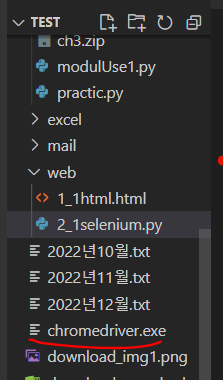 TEST
ch3.zip
modulUse1.py
practic.py
excel
mail
web
1_1html.html
2_1selenium.py
2022년10월.txt
2022년11월.txt
2022년12월.txt
chromedriver.exe
download_img1.png